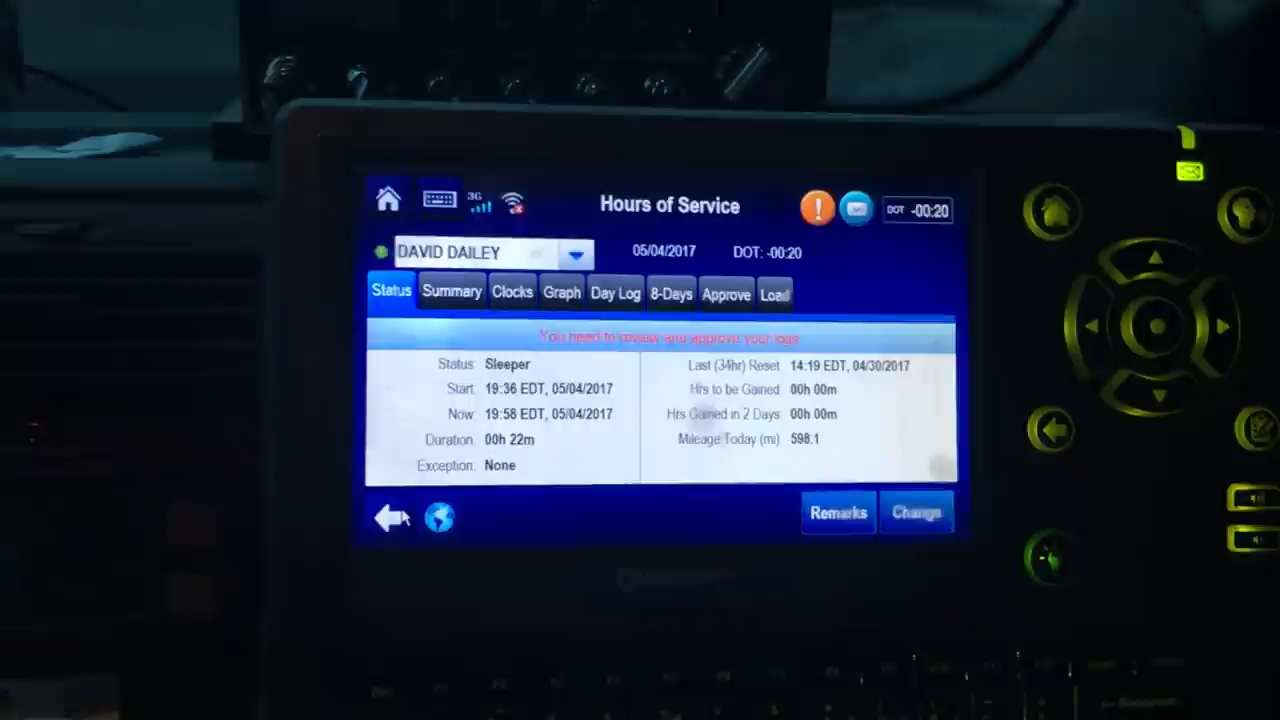 3G
Hours of Service
DOT -00:20
DAVID DAILEY
05/04/2017
DOT: -00:20
Status Summary Clocks Graph Day Log 8-Days Approve Load
You need to review and approve your logs
Status: Sleeper
Start: 19:36 EDT, 05/04/2017
Now: 19:58 EDT, 05/04/2017
Duration: 00h 22m
Exception: None
Last (34hr) Reset 14:19 EDT, 04/30/2017
Hrs to be Gained 00h 00m
Hrs Gained in 2 Days 00h 00m
Mileage Today (mi) 598.1
Remarks Change